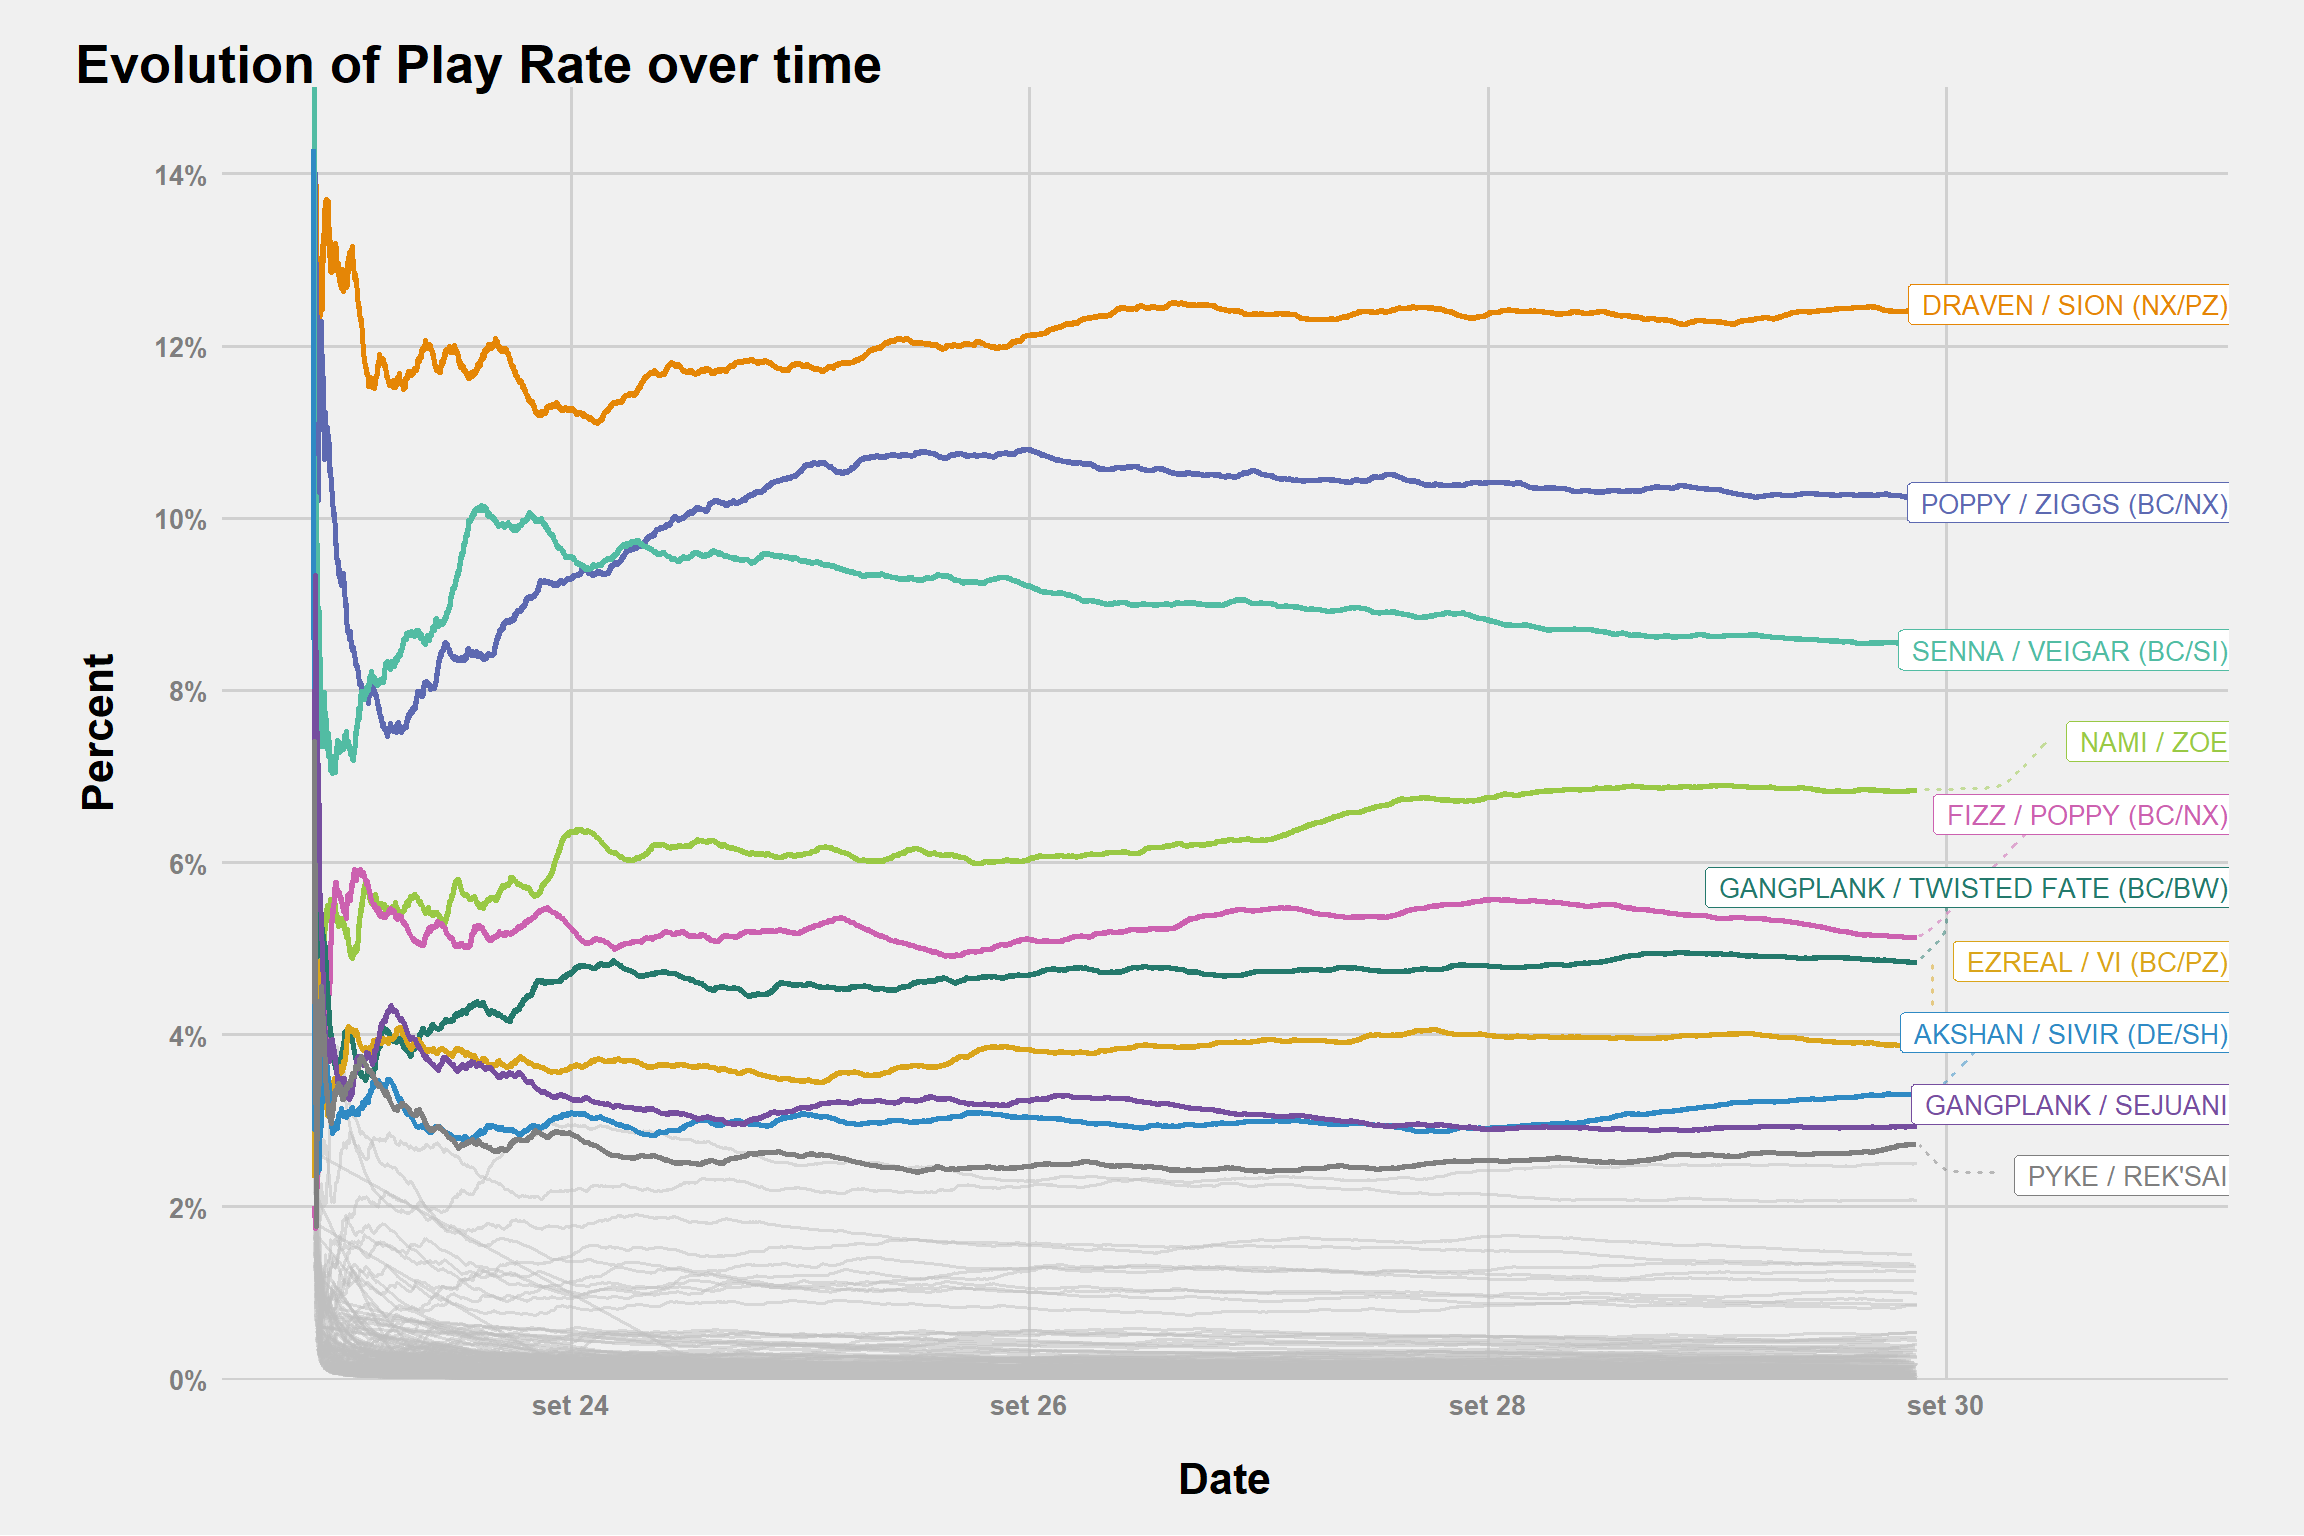 Evolution of Play Rate over time
Percent
14%
12%
10%
8%
6%
4%
2%
0%
DRAVEN / SION (NX/PZ)
POPPY / ZIGGS (BC/NX)
SENNA / VEIGAR (BC/SI)
NAMI / ZOE
FIZZ / POPPY (BC/NX)
GANGPLANK / TWISTED FATE (BC/BW)
EZREAL / VI (BC/PZ)
AKSHAN / SIVIR (DE/SH)
GANGPLANK / SEJUANI
PYKE / REK'SAI
set 24
set 26
set 28
set 30
Date